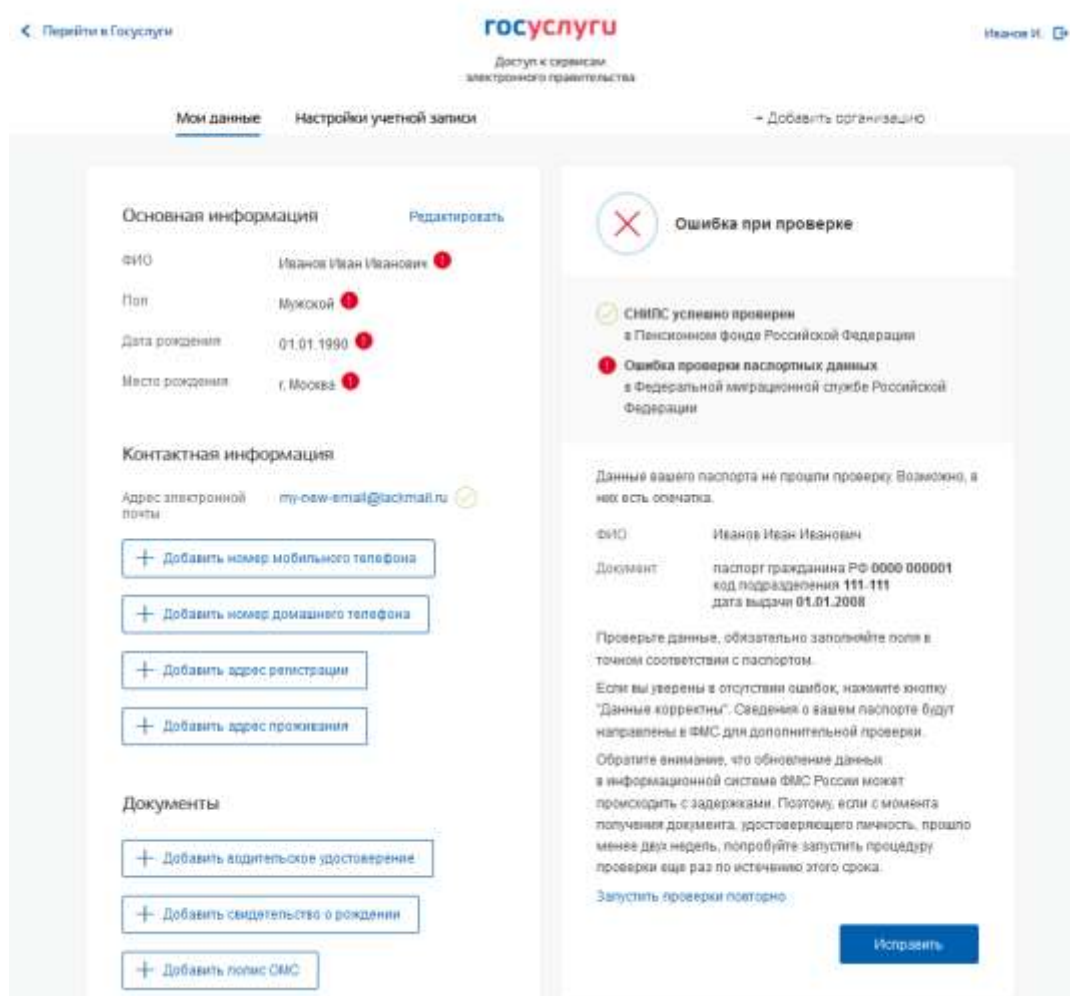 Перейти в Госуслуги
госуслуги
Иванов И.
Доступ к сервисам
электронного правительства
Мои данные
Настройки учетной записи
+ Добавить организацию
Основная информация
Редактировать
ФИО
Иванов Иван Иванович
Пол
Мужской
Дата рождения
01.01.1990
Место рождения
г. Москва
Контактная информация
Адрес электронной
почты
my-new-email@lackmail.ru
+ Добавить номер мобильного телефона
+ Добавить номер домашнего телефона
+ Добавить адрес регистрации
+ Добавить адрес проживания
Документы
+ Добавить водительское удостоверение
+ Добавить свидетельство о рождении
+ Добавить полис ОМС
Ошибка при проверке
СНИЛС успешно проверен
в Пенсионном фонде Российской Федерации
Ошибка проверки паспортных данных
в Федеральной миграционной службе Российской
Федерации
Данные вашего паспорта не прошли проверку. Возможно, в
них есть опечатка.
ФИО
Иванов Иван Иванович
Документ
паспорт гражданина РФ 0000 000001
код подразделения 111-111
дата выдачи 01.01.2008
Проверьте данные, обязательно заполняйте поля в
точном соответствии с паспортом.
Если вы уверены в отсутствии ошибок, нажмите кнопку
"Данные корректны". Сведения о вашем паспорте будут
направлены в ФМС для дополнительной проверки.
Обратите внимание, что обновление данных
в информационной системе ФМС России может
происходить с задержками. Поэтому, если с момента
получения документа, удостоверяющего личность, прошло
менее двух недель, попробуйте запустить процедуру
проверки еще раз по истечению этого срока.
Запустить проверки повторно
Исправить